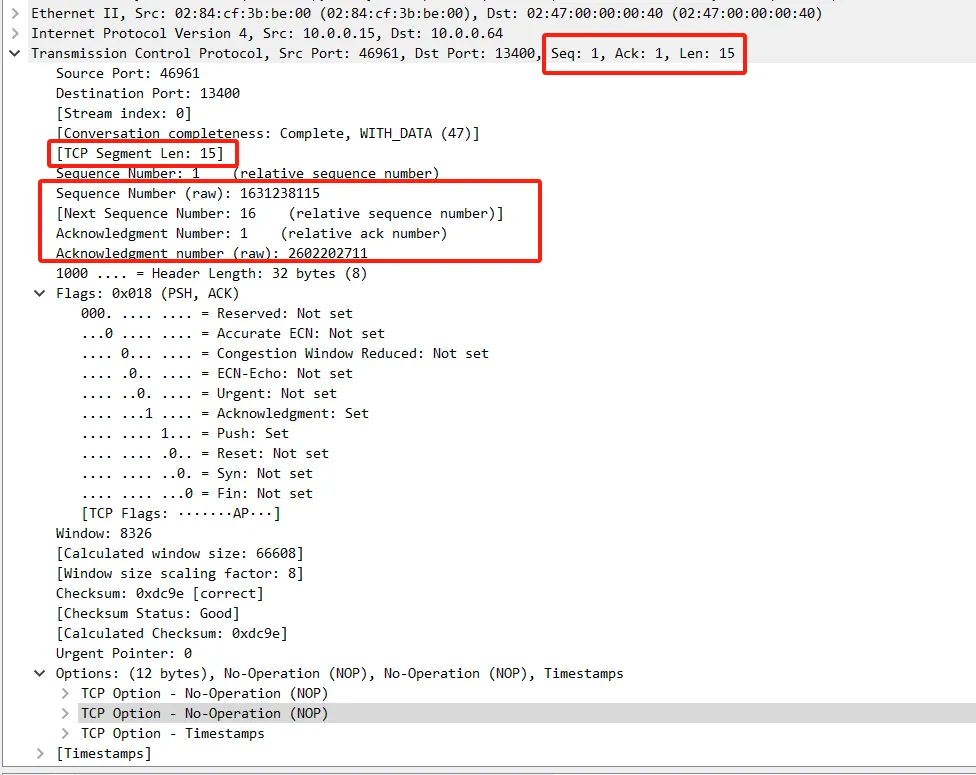 Ethernet II, Src: 02:84:cf:3b:be:00 (02:84:cf:3b:be:00), Dst: 02:47:00:00:00:40 (02:47:00:00:00:40)
Internet Protocol Version 4, Src: 10.0.0.15, Dst: 10.0.0.64
Transmission Control Protocol, Src Port: 46961, Dst Port: 13400, Seq: 1, Ack: 1, Len: 15
Source Port: 46961
Destination Port: 13400
[Stream index: 0]
[Conversation completeness: Complete, WITH_DATA (47)]
[TCP Segment Len: 15]
Sequence Number: 1    (relative sequence number)
Sequence Number (raw): 1631238115
[Next Sequence Number: 16    (relative sequence number)]
Acknowledgment Number: 1    (relative ack number)
Acknowledgment number (raw): 2602202711
1000 .... = Header Length: 32 bytes (8)
Flags: 0x018 (PSH, ACK)
000. .... .... = Reserved: Not set
...0 .... .... = Accurate ECN: Not set
.... 0... .... = Congestion Window Reduced: Not set
.... .0.. .... = ECN-Echo: Not set
.... ..0. .... = Urgent: Not set
.... ...1 .... = Acknowledgment: Set
.... .... 1... = Push: Set
.... .... .0.. = Reset: Not set
.... .... ..0. = Syn: Not set
.... .... ...0 = Fin: Not set
[TCP Flags: ·······AP···]
Window: 8326
[Calculated window size: 66608]
[Window size scaling factor: 8]
Checksum: 0xdc9e [correct]
[Checksum Status: Good]
[Calculated Checksum: 0xdc9e]
Urgent Pointer: 0
Options: (12 bytes), No-Operation (NOP), No-Operation (NOP), Timestamps
TCP Option - No-Operation (NOP)
TCP Option - No-Operation (NOP)
TCP Option - Timestamps
[Timestamps]